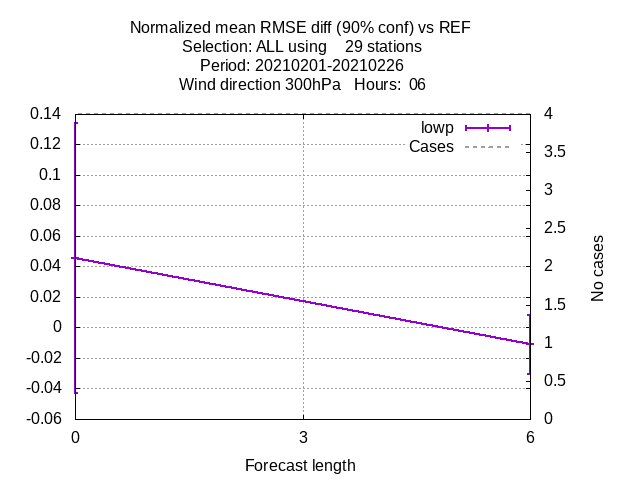 Normalized mean RMSE diff (90% conf) vs REF
Selection: ALL using    29 stations
Period: 20210201-20210226
Wind direction 300hPa   Hours:  06
0.14
0.12
0.1
0.08
0.06
0.04
0.02
0
-0.02
-0.04
-0.06
4
3.5
3
2.5
2
1.5
1
0.5
0
lowp
Cases
No cases
0 3 6
Forecast length